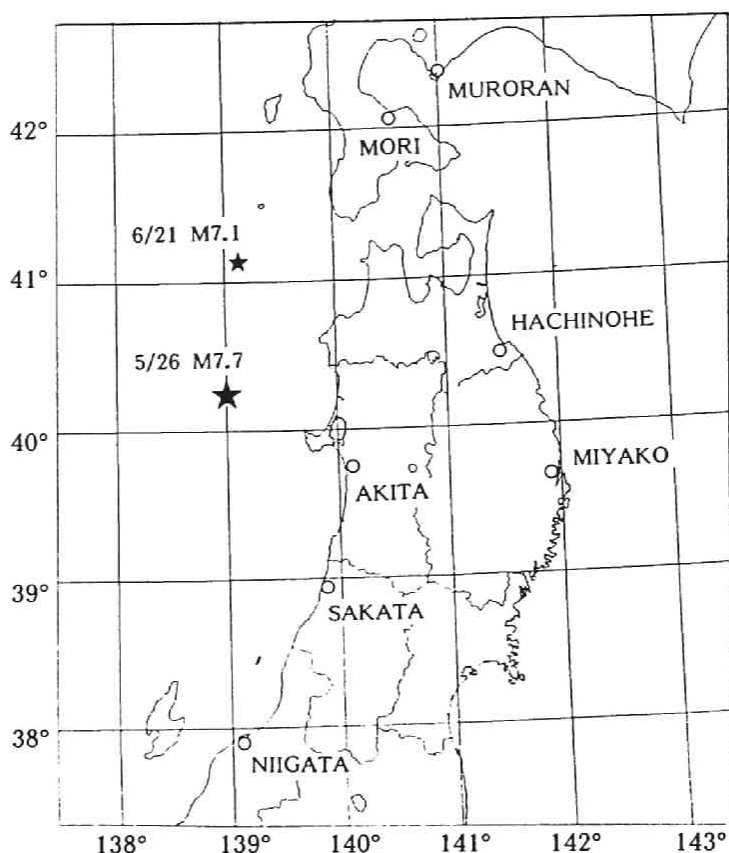 MURORAN
42°
MORI
6/21 M7.1
41°
HACHINOHE
5/26 M7.7
40°
MIYAKO
AKITA
39°
SAKATA
38°
NIIGATA
138° 139° 140° 141° 142° 143°